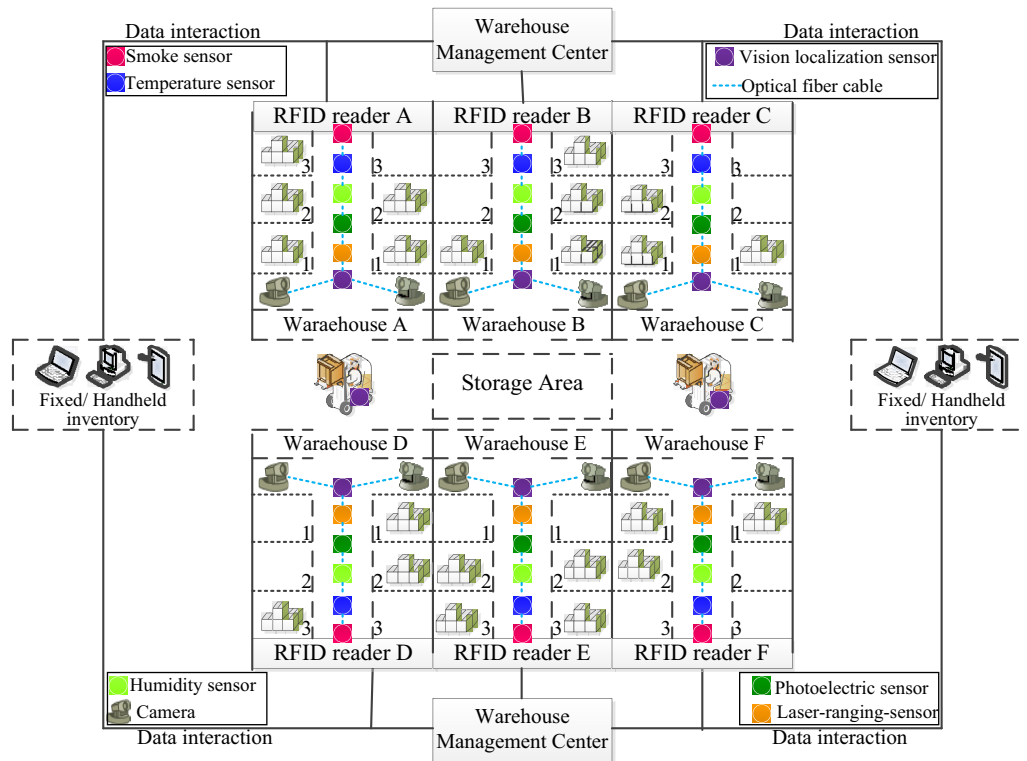 Data interaction
Warehouse
Management Center
Data interaction
Smoke sensor
Temperature sensor
Vision localization sensor
Optical fiber cable
RFID reader A
RFID reader B
RFID reader C
3 3 3 3 3 3
2 2 2 2 2 2
1 1 1 1 1 1
Waraehouse A
Waraehouse B
Waraehouse C
Fixed/ Handheld
inventory
Storage Area
Fixed/ Handheld
inventory
Waraehouse D
Waraehouse E
Waraehouse F
1 1 1 1 1 1
2 2 2 2 2 2
3 3 3 3 3 3
RFID reader D
RFID reader E
RFID reader F
Humidity sensor
Camera
Photoelectric sensor
Laser-ranging-sensor
Data interaction
Warehouse
Management Center
Data interaction